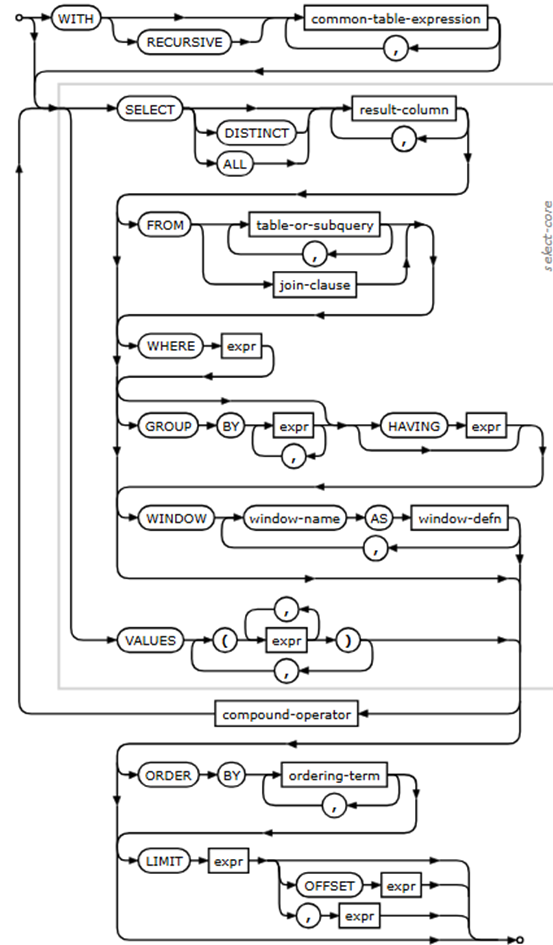 WITH common-table-expression
RECURSIVE ,
SELECT result-column
DISTINCT ,
ALL
select-core
FROM table-or-subquery
,
join-clause
WHERE expr
GROUP BY expr HAVING expr
,
WINDOW window-name AS window-defn
,
,
VALUES ( expr )
,
compound-operator
ORDER BY ordering-term
,
LIMIT expr
OFFSET expr
, expr